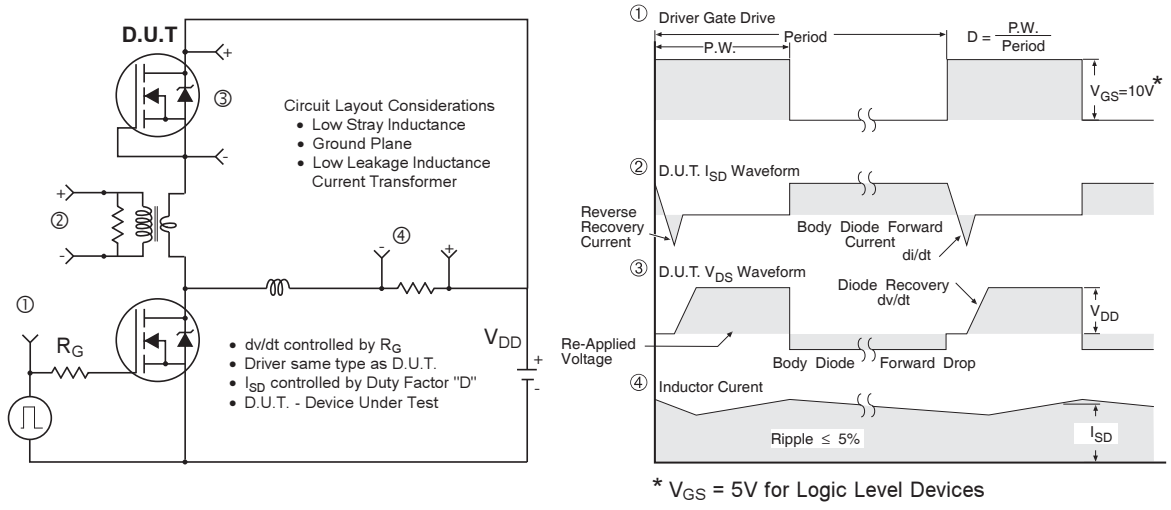 D.U.T
+
③
-
Circuit Layout Considerations
• Low Stray Inductance
• Ground Plane
• Low Leakage Inductance
Current Transformer
+
②
-
④
-
+
①
R_G
• dv/dt controlled by R_G
• Driver same type as D.U.T.
• I_SD controlled by Duty Factor "D"
• D.U.T. - Device Under Test
V_DD
+
-
① Driver Gate Drive
P.W.
Period
D = P.W. / Period
V_GS=10V*
② D.U.T. I_SD Waveform
Reverse
Recovery
Current
Body Diode Forward
Current
di/dt
③ D.U.T. V_DS Waveform
Diode Recovery
dv/dt
V_DD
Re-Applied
Voltage
Body Diode Forward Drop
④ Inductor Curent
Ripple ≤ 5%
I_SD
* V_GS = 5V for Logic Level Devices